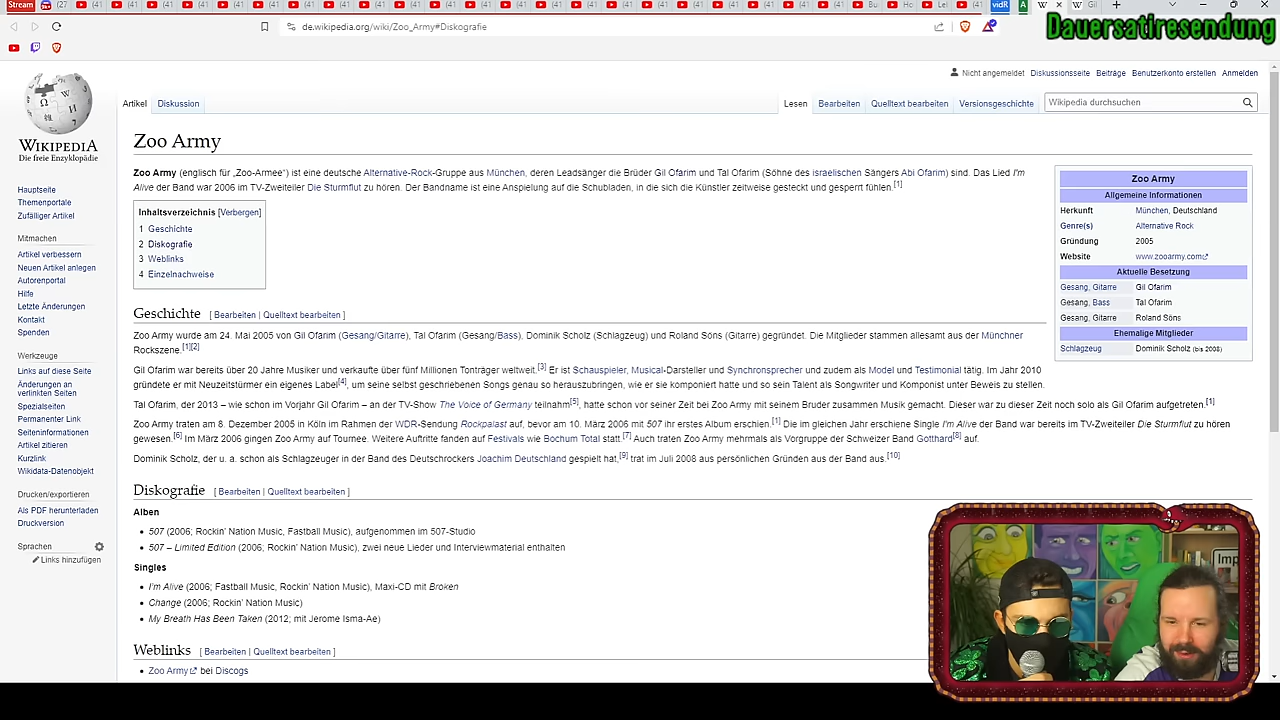 Stream
de.wikipedia.org/wiki/Zoo_Army#Diskografie
Dauersatiresendung
Nicht angemeldet Diskussionsseite Beiträge Benutzerkonto erstellen Anmelden
Artikel Diskussion Lesen Bearbeiten Quelltext bearbeiten Versionsgeschichte Wikipedia durchsuchen
WIKIPEDIA
Die freie Enzyklopädie
Hauptseite
Themenportale
Zufälliger Artikel
Mitmachen
Artikel verbessern
Neuen Artikel anlegen
Autorenportal
Hilfe
Letzte Änderungen
Kontakt
Spenden
Werkzeuge
Links auf diese Seite
Änderungen an
verlinkten Seiten
Spezialseiten
Permanenter Link
Seiteninformationen
Artikel zitieren
Kurzlink
Wikidata-Datenobjekt
Drucken/exportieren
Als PDF herunterladen
Druckversion
Sprachen
Links hinzufügen
Zoo Army
Zoo Army (englisch für „Zoo-Armee“) ist eine deutsche Alternative-Rock-Gruppe aus München, deren Leadsänger die Brüder Gil Ofarim und Tal Ofarim (Söhne des israelischen Sängers Abi Ofarim) sind. Das Lied I'm
Alive der Band war 2006 im TV-Zweiteiler Die Sturmflut zu hören. Der Bandname ist eine Anspielung auf die Schubladen, in die sich die Künstler zeitweise gesteckt und gesperrt fühlen.[1]
Inhaltsverzeichnis [Verbergen]
1 Geschichte
2 Diskografie
3 Weblinks
4 Einzelnachweise
Zoo Army
Allgemeine Informationen
Herkunft München, Deutschland
Genre(s) Alternative Rock
Gründung 2005
Website www.zooarmy.com
Aktuelle Besetzung
Gesang, Gitarre Gil Ofarim
Gesang, Bass Tal Ofarim
Gesang, Gitarre Roland Söns
Ehemalige Mitglieder
Schlagzeug Dominik Scholz (bis 2008)
Geschichte [ Bearbeiten | Quelltext bearbeiten ]
Zoo Army wurde am 24. Mai 2005 von Gil Ofarim (Gesang/Gitarre), Tal Ofarim (Gesang/Bass), Dominik Scholz (Schlagzeug) und Roland Söns (Gitarre) gegründet. Die Mitglieder stammen allesamt aus der Münchner
Rockszene.[1][2]
Gil Ofarim war bereits über 20 Jahre Musiker und verkaufte über fünf Millionen Tonträger weltweit.[3] Er ist Schauspieler, Musical-Darsteller und Synchronsprecher und zudem als Model und Testimonial tätig. Im Jahr 2010
gründete er mit Neuzeitstürmer ein eigenes Label[4], um seine selbst geschriebenen Songs genau so herauszubringen, wie er sie komponiert hatte und so sein Talent als Songwriter und Komponist unter Beweis zu stellen.
Tal Ofarim, der 2013 – wie schon im Vorjahr Gil Ofarim – an der TV-Show The Voice of Germany teilnahm[5], hatte schon vor seiner Zeit bei Zoo Army mit seinem Bruder zusammen Musik gemacht. Dieser war zu dieser Zeit noch solo als Gil Ofarim aufgetreten.[1]
Zoo Army traten am 8. Dezember 2005 in Köln im Rahmen der WDR-Sendung Rockpalast auf, bevor am 10. März 2006 mit 507 ihr erstes Album erschien.[1] Die im gleichen Jahr erschiene Single I'm Alive der Band war bereits im TV-Zweiteiler Die Sturmflut zu hören
gewesen.[6] Im März 2006 gingen Zoo Army auf Tournee. Weitere Auftritte fanden auf Festivals wie Bochum Total statt.[7] Auch traten Zoo Army mehrmals als Vorgruppe der Schweizer Band Gotthard[8] auf.
Dominik Scholz, der u. a. schon als Schlagzeuger in der Band des Deutschrockers Joachim Deutschland gespielt hat,[9] trat im Juli 2008 aus persönlichen Gründen aus der Band aus.[10]
Diskografie [ Bearbeiten | Quelltext bearbeiten ]
Alben
507 (2006; Rockin' Nation Music, Fastball Music), aufgenommen im 507-Studio
507 – Limited Edition (2006; Rockin' Nation Music), zwei neue Lieder und Interviewmaterial enthalten
Singles
I'm Alive (2006; Fastball Music, Rockin' Nation Music), Maxi-CD mit Broken
Change (2006; Rockin' Nation Music)
My Breath Has Been Taken (2012; mit Jerome Isma-Ae)
Weblinks [ Bearbeiten | Quelltext bearbeiten ]
Zoo Army bei Discogs